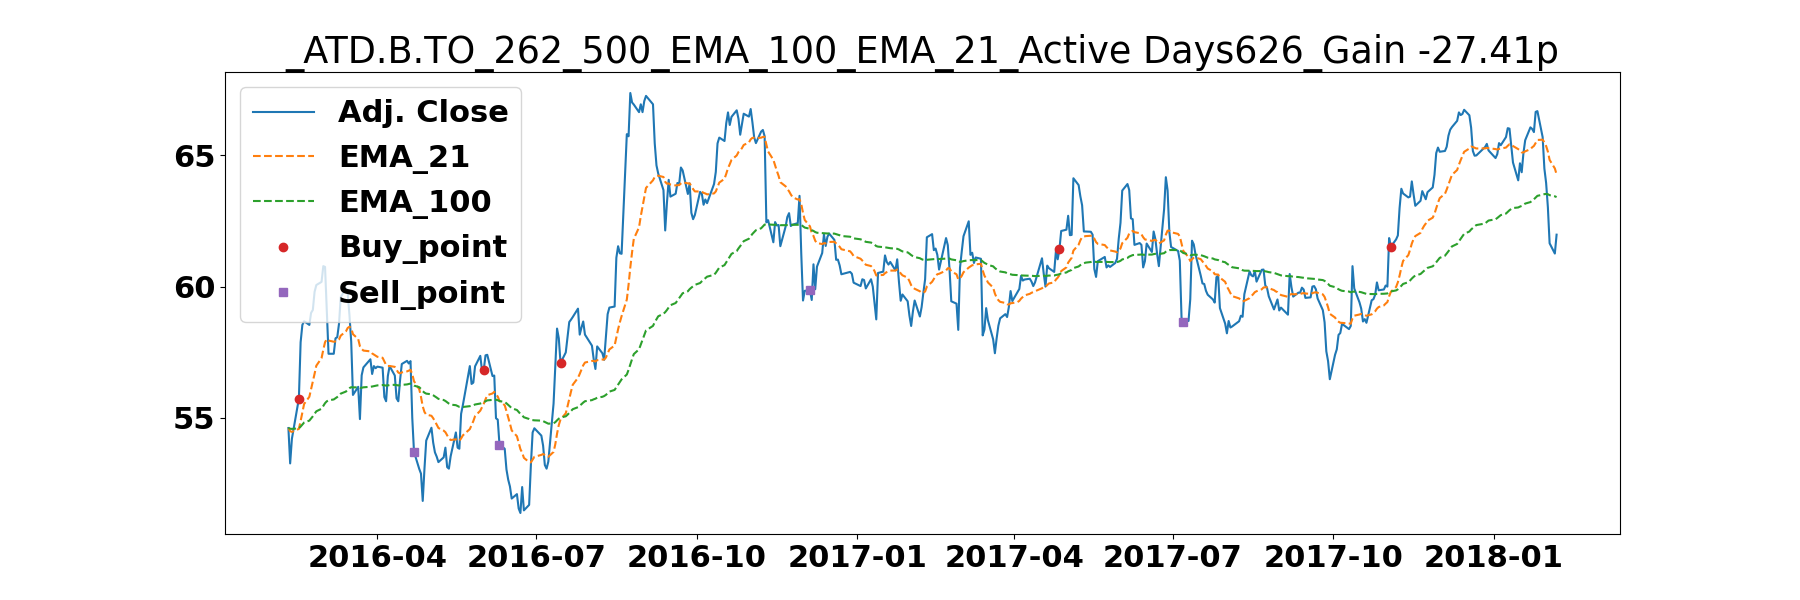 _ATD.B.TO_262_500_EMA_100_EMA_21_Active Days626_Gain -27.41p
Adj. Close
EMA_21
EMA_100
Buy_point
Sell_point
65
60
55
2016-04 2016-07 2016-10 2017-01 2017-04 2017-07 2017-10 2018-01